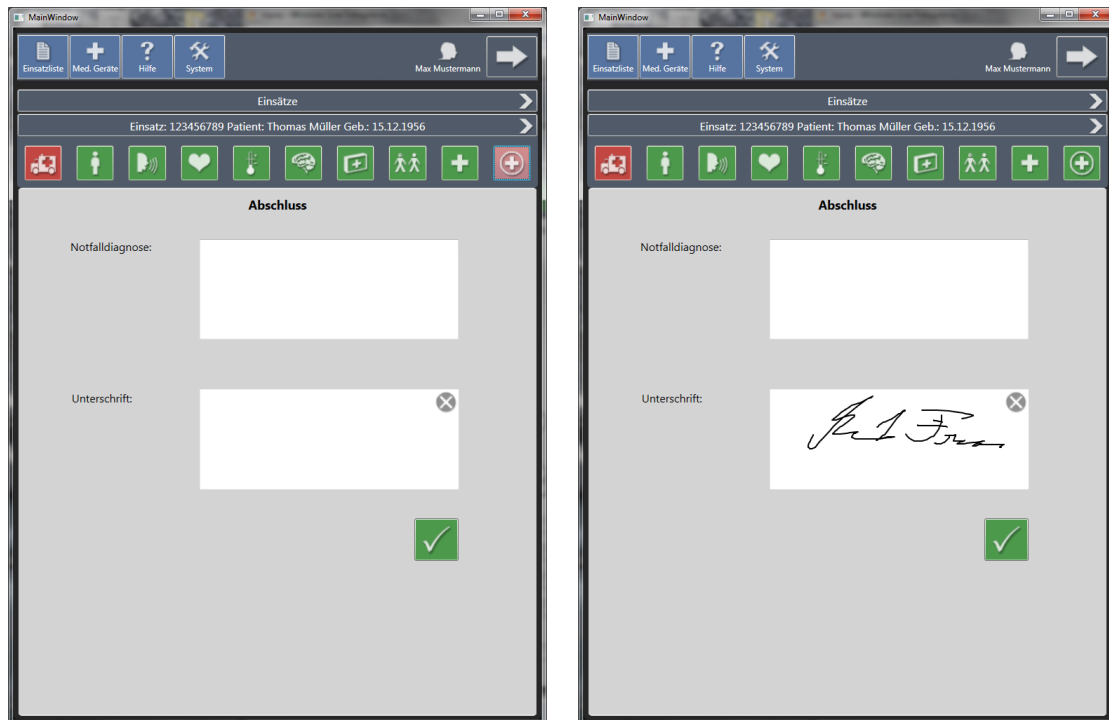 MainWindow
Einsatzliste Med. Geräte Hilfe System Max Mustermann
Einsätze
Einsatz: 123456789 Patient: Thomas Müller Geb.: 15.12.1956
Abschluss
Notfalldiagnose:
Unterschrift:
MainWindow
Einsatzliste Med. Geräte Hilfe System Max Mustermann
Einsätze
Einsatz: 123456789 Patient: Thomas Müller Geb.: 15.12.1956
Abschluss
Notfalldiagnose:
Unterschrift: